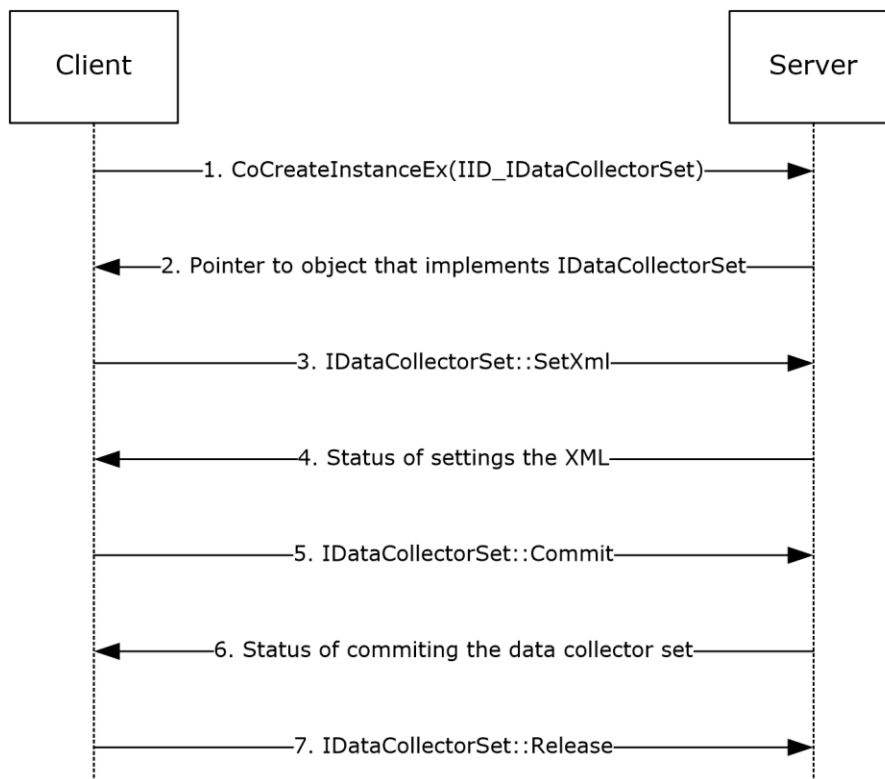 Client
Server
1. CoCreateInstanceEx(IID_IDataCollectorSet)
2. Pointer to object that implements IDataCollectorSet
3. IDataCollectorSet::SetXml
4. Status of settings the XML
5. IDataCollectorSet::Commit
6. Status of commiting the data collector set
7. IDataCollectorSet::Release